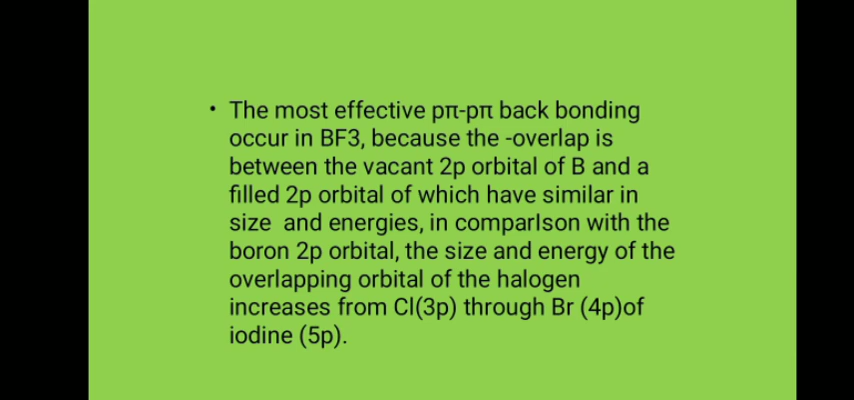 • The most effective pπ-pπ back bonding
occur in BF3, because the -overlap is
between the vacant 2p orbital of B and a
filled 2p orbital of which have similar in
size  and energies, in comparIson with the
boron 2p orbital, the size and energy of the
overlapping orbital of the halogen
increases from Cl(3p) through Br (4p)of
iodine (5p).